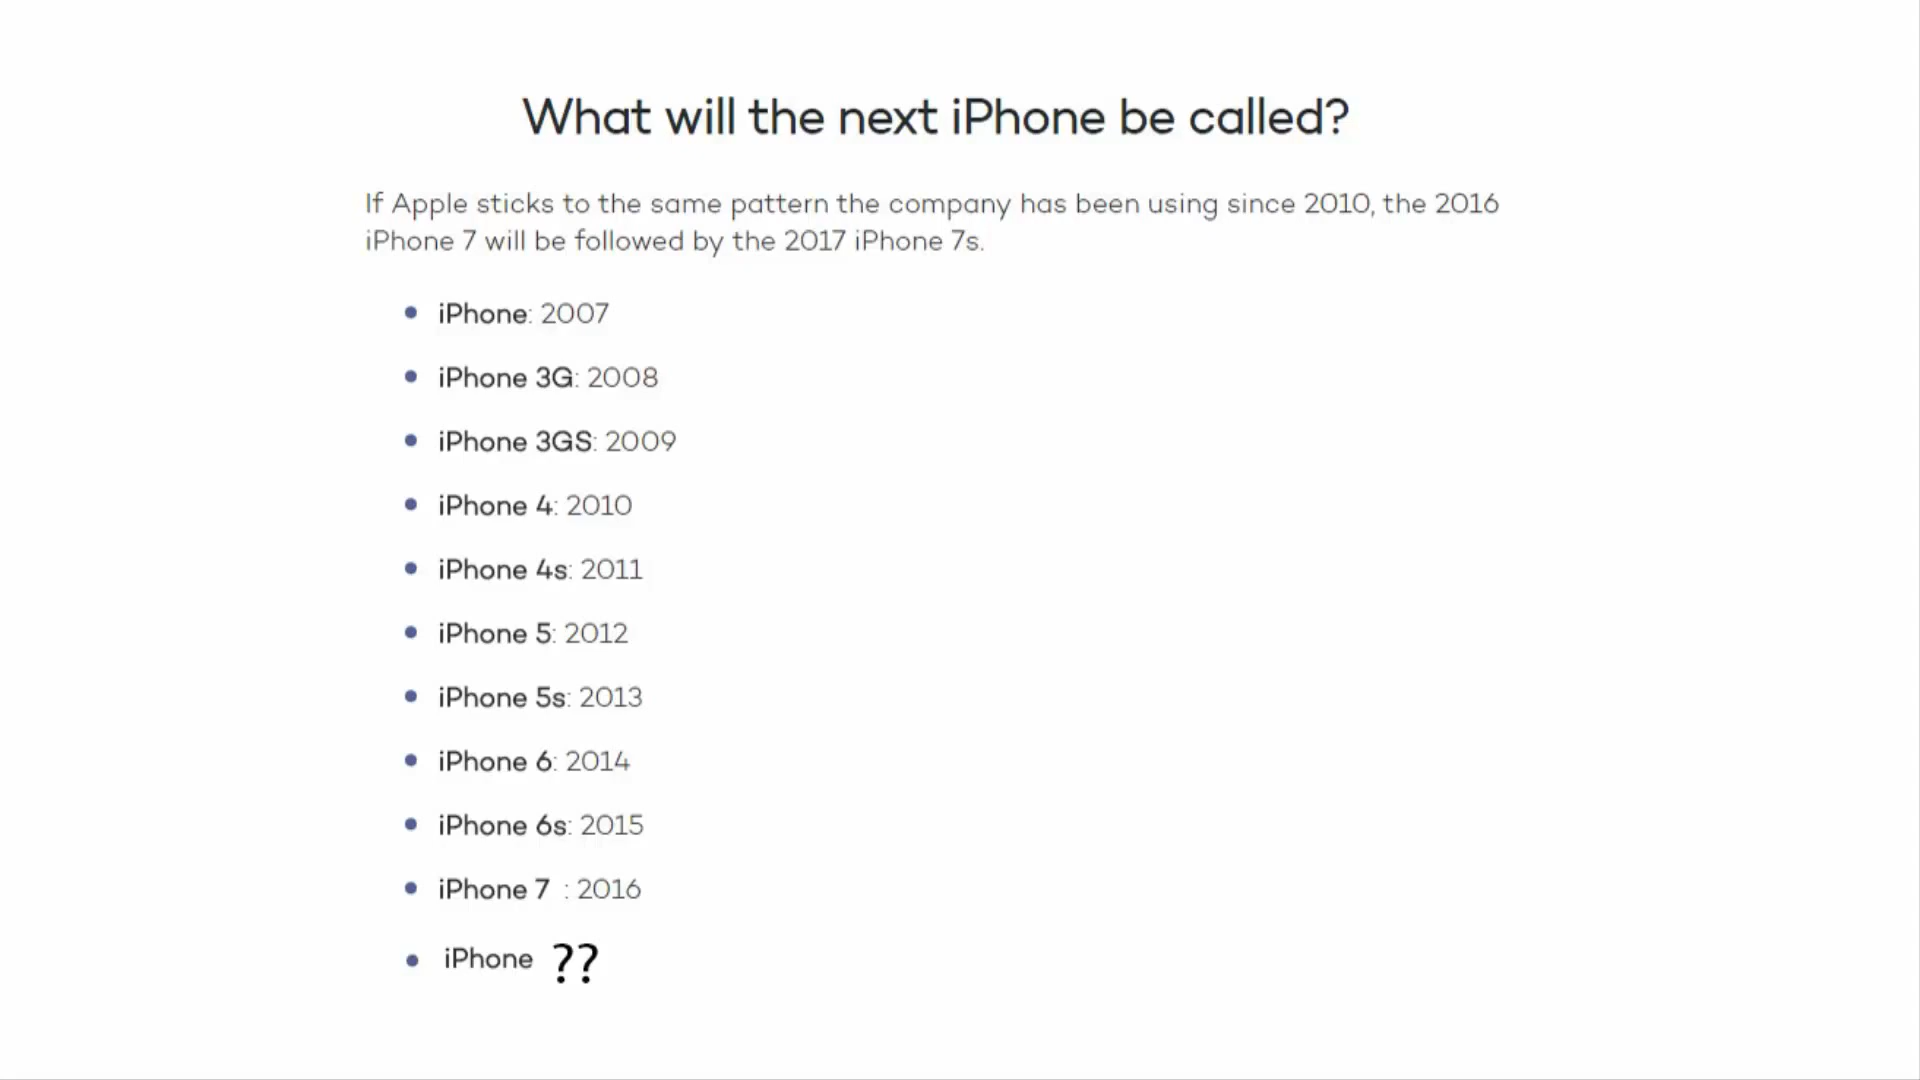 What will the next iPhone be called?
If Apple sticks to the same pattern the company has been using since 2010, the 2016
iPhone 7 will be followed by the 2017 iPhone 7s.
iPhone: 2007
iPhone 3G: 2008
iPhone 3GS: 2009
iPhone 4: 2010
iPhone 4s: 2011
iPhone 5: 2012
iPhone 5s: 2013
iPhone 6: 2014
iPhone 6s: 2015
iPhone 7 : 2016
iPhone ??